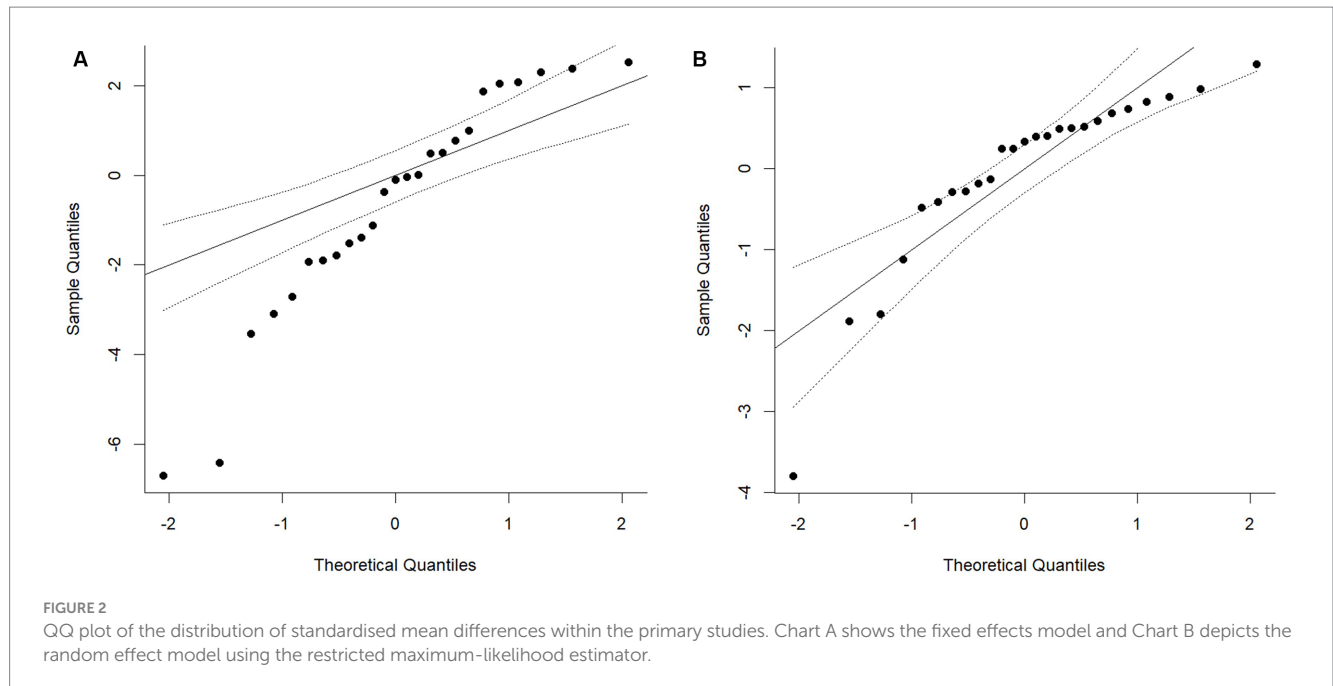 A
2
0
-2
-4
-6
Sample Quantiles
-2 -1 0 1 2
Theoretical Quantiles
B
1
0
-1
-2
-3
-4
Sample Quantiles
-2 -1 0 1 2
Theoretical Quantiles
FIGURE 2
QQ plot of the distribution of standardised mean differences within the primary studies. Chart A shows the fixed effects model and Chart B depicts the
random effect model using the restricted maximum-likelihood estimator.